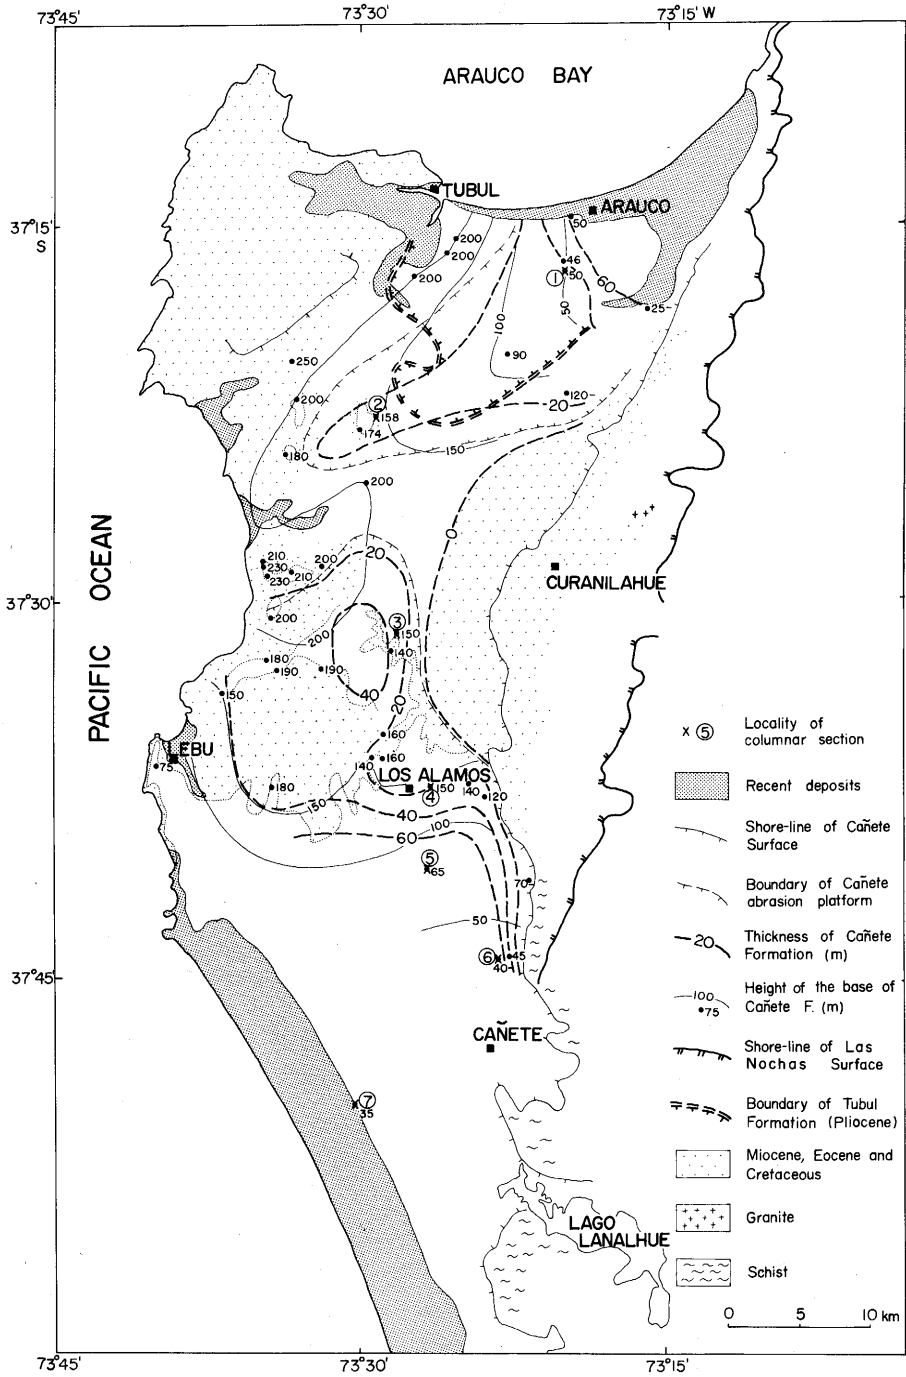 73°45'
73°30'
73°15' W
ARAUCO BAY
TUBUL
ARAUCO
50
37°15'
S
200
200
200
46
50
①
60
25
100
50
250
90
200
②
158
120
20
174
180
150
200
0
PACIFIC OCEAN
210
230
230
210
200
20
CURANILAHUE
37°30'
200
200
③
150
140
180
190
190
40
150
20
160
LEBU
75
140
160
LOS ALAMOS
180
150
④
150
140
120
40
100
60
⑤
65
70
50
⑥
40
45
37°45'
CAÑETE
⑦
35
LAGO
LANALHUE
x ⑤ Locality of
columnar section
Recent deposits
Shore-line of Cañete
Surface
Boundary of Cañete
abrasion platform
20 Thickness of Cañete
Formation (m)
100 Height of the base of
75 Cañete F. (m)
Shore-line of Las
Nochas Surface
Boundary of Tubul
Formation (Pliocene)
Miocene, Eocene and
Cretaceous
Granite
Schist
0 5 10 km
73°45'
73°30'
73°15'